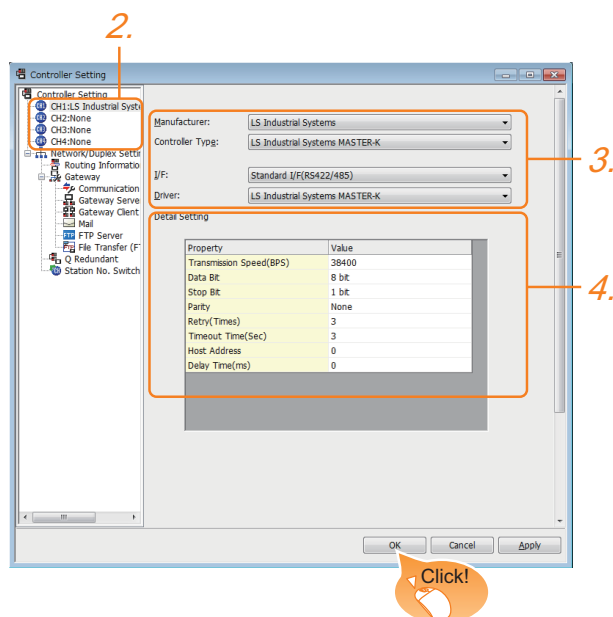 2.
Controller Setting
Controller Setting
CH1:LS Industrial Syste
CH2:None
CH3:None
CH4:None
Network/Duplex Settin
Routing Informatio
Gateway
Communication
Gateway Serve
Gateway Client
Mail
FTP Server
File Transfer (F
Q Redundant
Station No. Switch
Manufacturer:
LS Industrial Systems
Controller Typg:
LS Industrial Systems MASTER-K
I/F:
Standard I/F(RS422/485)
Driver:
LS Industrial Systems MASTER-K
3.
Detail Setting
Property Value
Transmission Speed(BPS) 38400
Data Bit 8 bit
Stop Bit 1 bit
Parity None
Retry(Times) 3
Timeout Time(Sec) 3
Host Address 0
Delay Time(ms) 0
4.
OK Cancel Apply
Click!